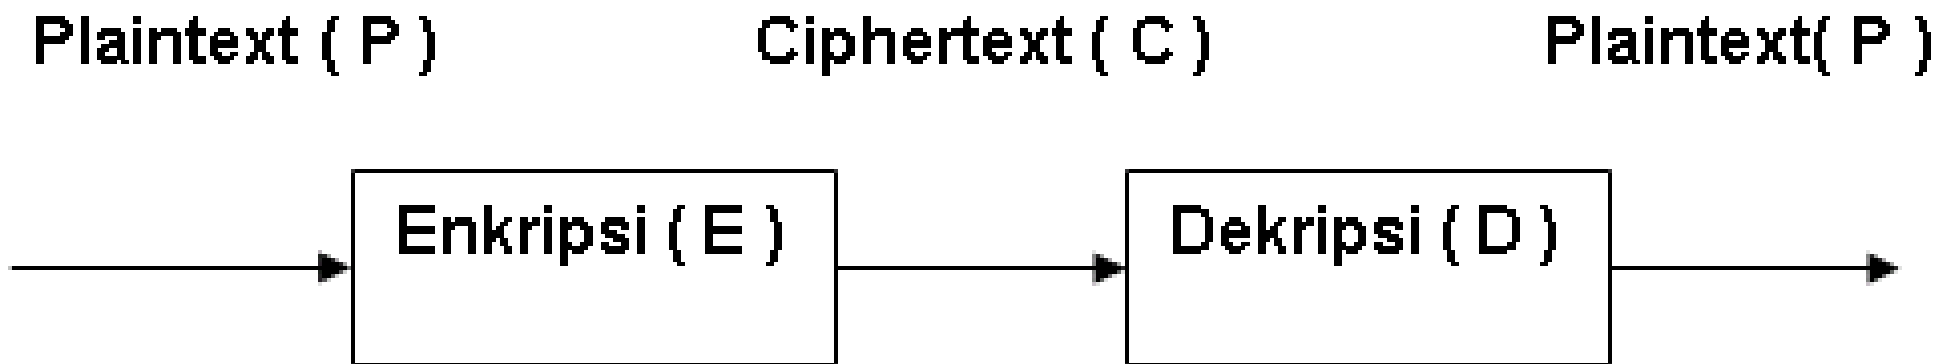 Plaintext ( P ) Ciphertext ( C ) Plaintext( P )
Enkripsi ( E ) Dekripsi ( D )